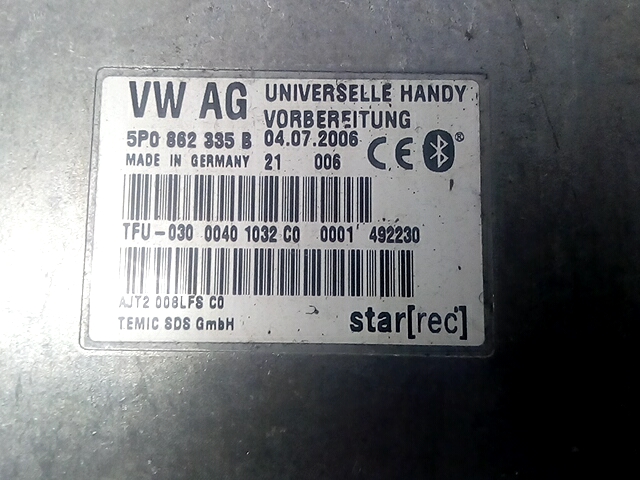 VW AG UNIVERSELLE HANDY
VORBEREITUNG
5P0 862 335 B 04.07.2006
MADE IN GERMANY 21 006 CE ®
TFU-030 0040 1032 C0 0001 492230
AJT2 008LFS C0
TEMIC SDS GmbH star[rec]